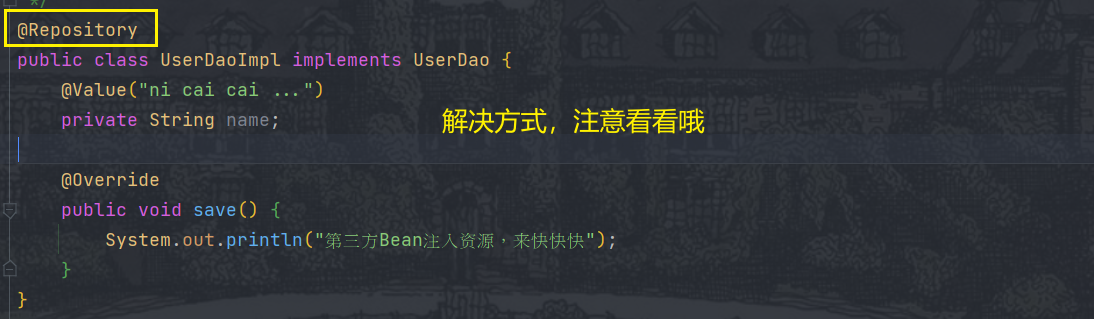 */
@Repository
public class UserDaoImpl implements UserDao {
@Value("ni cai cai ...")
private String name;
解决方式，注意看看哦
@Override
public void save() {
System.out.println("第三方Bean注入资源，来快快快");
}
}